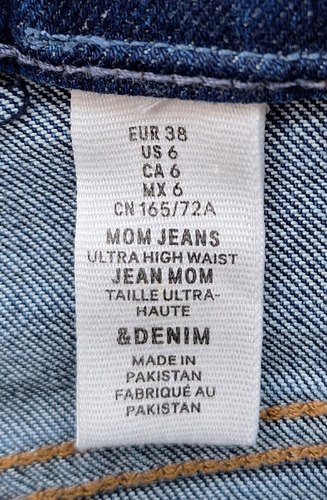 EUR 38
US 6
CA 6
MX 6
CN 165/72A
MOM JEANS
ULTRA HIGH WAIST
JEAN MOM
TAILLE ULTRA-
HAUTE
&DENIM
MADE IN
PAKISTAN
FABRIQUÉ AU
PAKISTAN